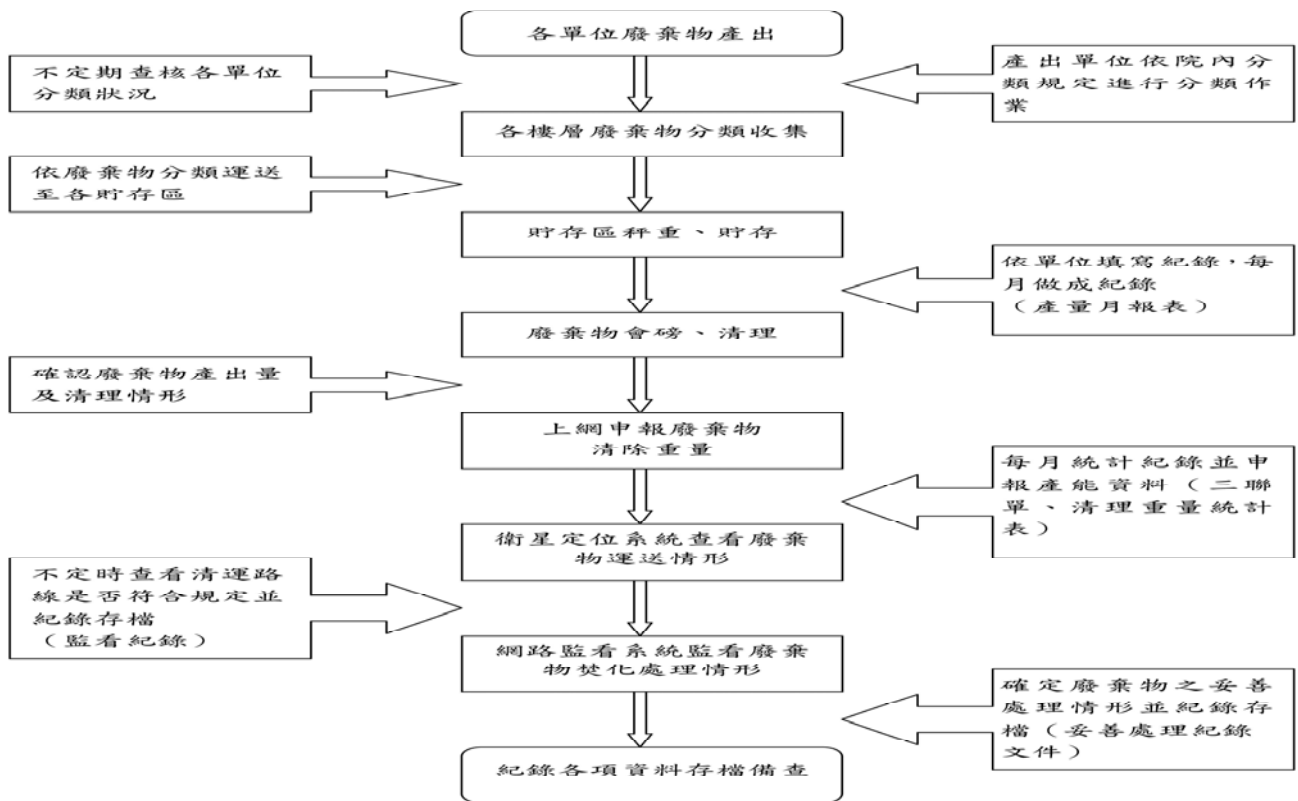 各單位廢棄物產出
不定期查核各單位
分類狀況
產出單位依院內分
類規定進行分類作
業
各樓層廢棄物分類收集
依廢棄物分類運送
至各貯存區
貯存區秤重、貯存
依單位填寫紀錄，每
月做成紀錄
（產量月報表）
廢棄物會磅、清理
確認廢棄物產出量
及清理情形
上網申報廢棄物
清除重量
每月統計紀錄並申
報產能資料（三聯
單、清理重量統計
表）
衛星定位系統查看廢棄
物運送情形
不定時查看清運路
線是否符合規定並
紀錄存檔
（監看紀錄）
網路監看系統監看廢棄
物焚化處理情形
確定廢棄物之妥善
處理情形並紀錄存
檔（妥善處理紀錄
文件）
紀錄各項資料存檔備查